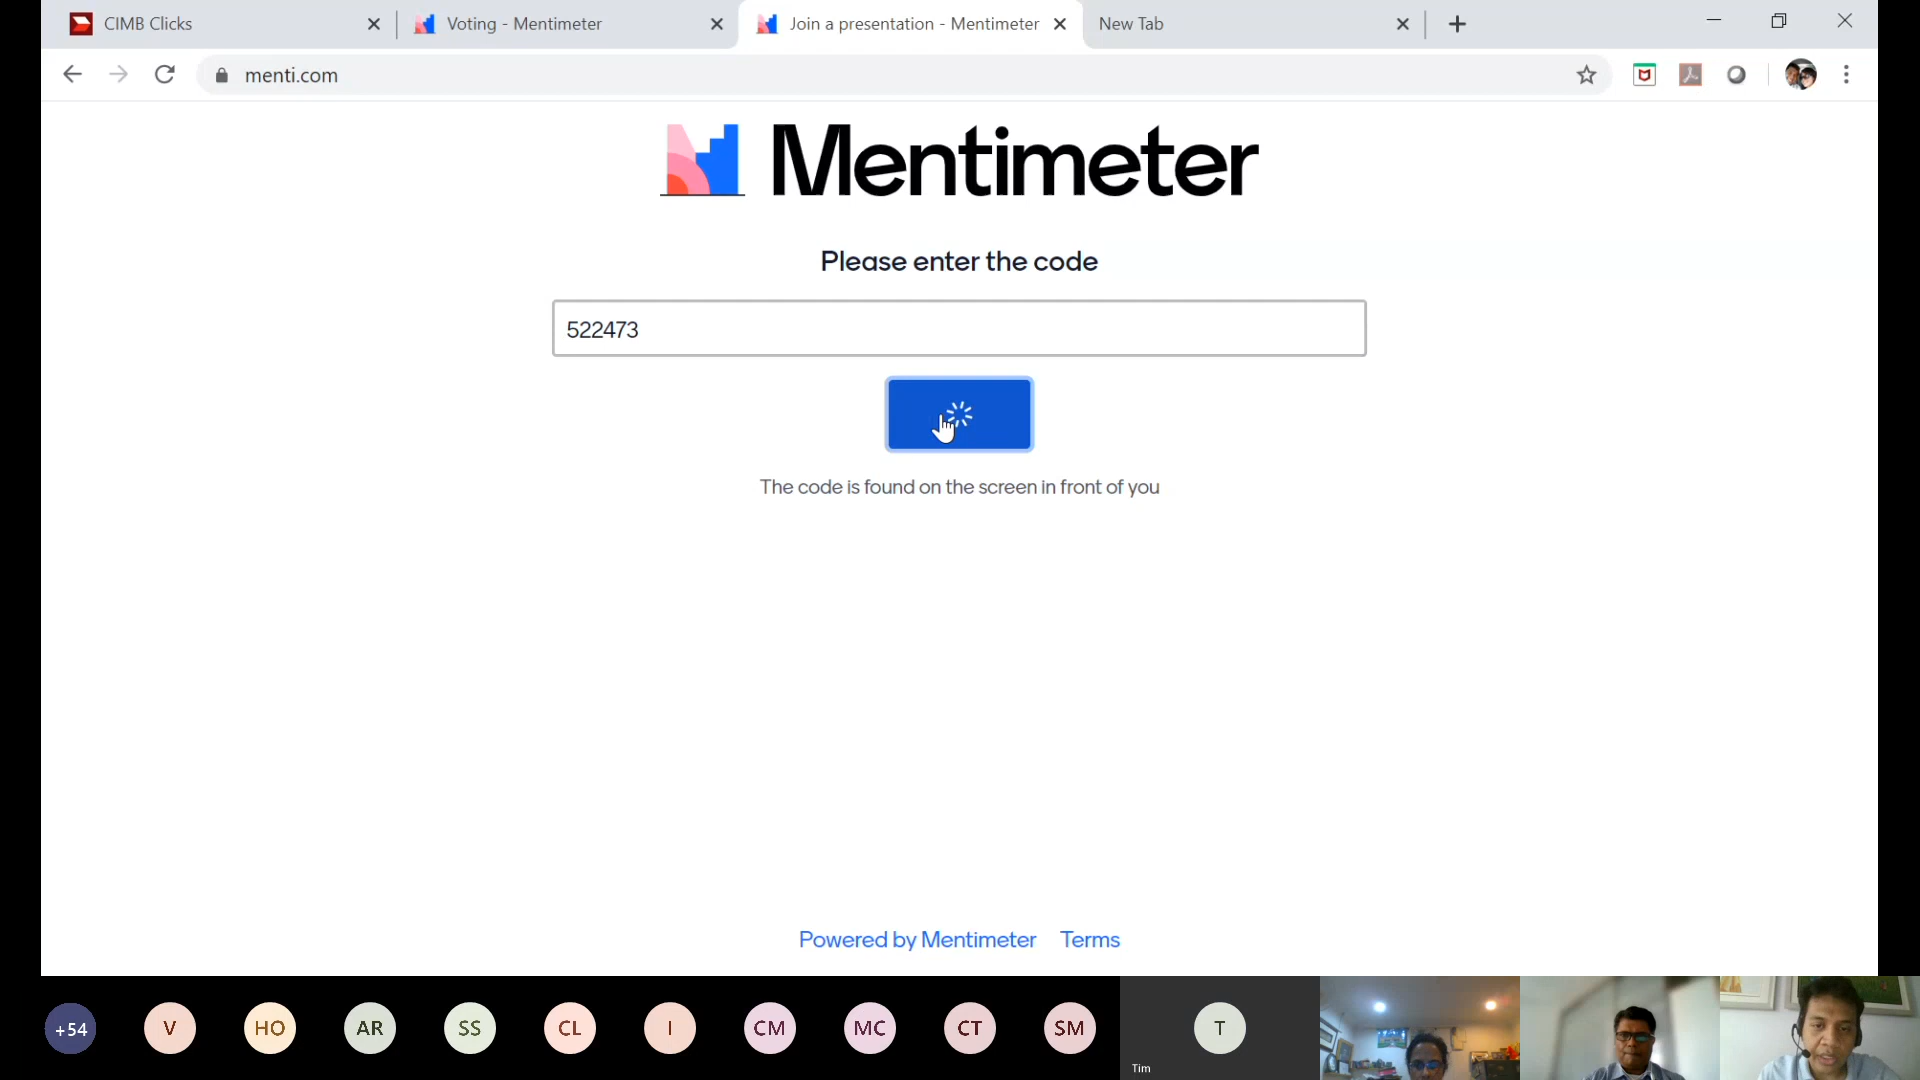 CIMB Clicks
Voting - Mentimeter
Join a presentation - Mentimeter
New Tab
menti.com
Mentimeter
Please enter the code
522473
The code is found on the screen in front of you
Powered by Mentimeter Terms
+54 V HO AR SS CL I CM MC CT SM T
Tim